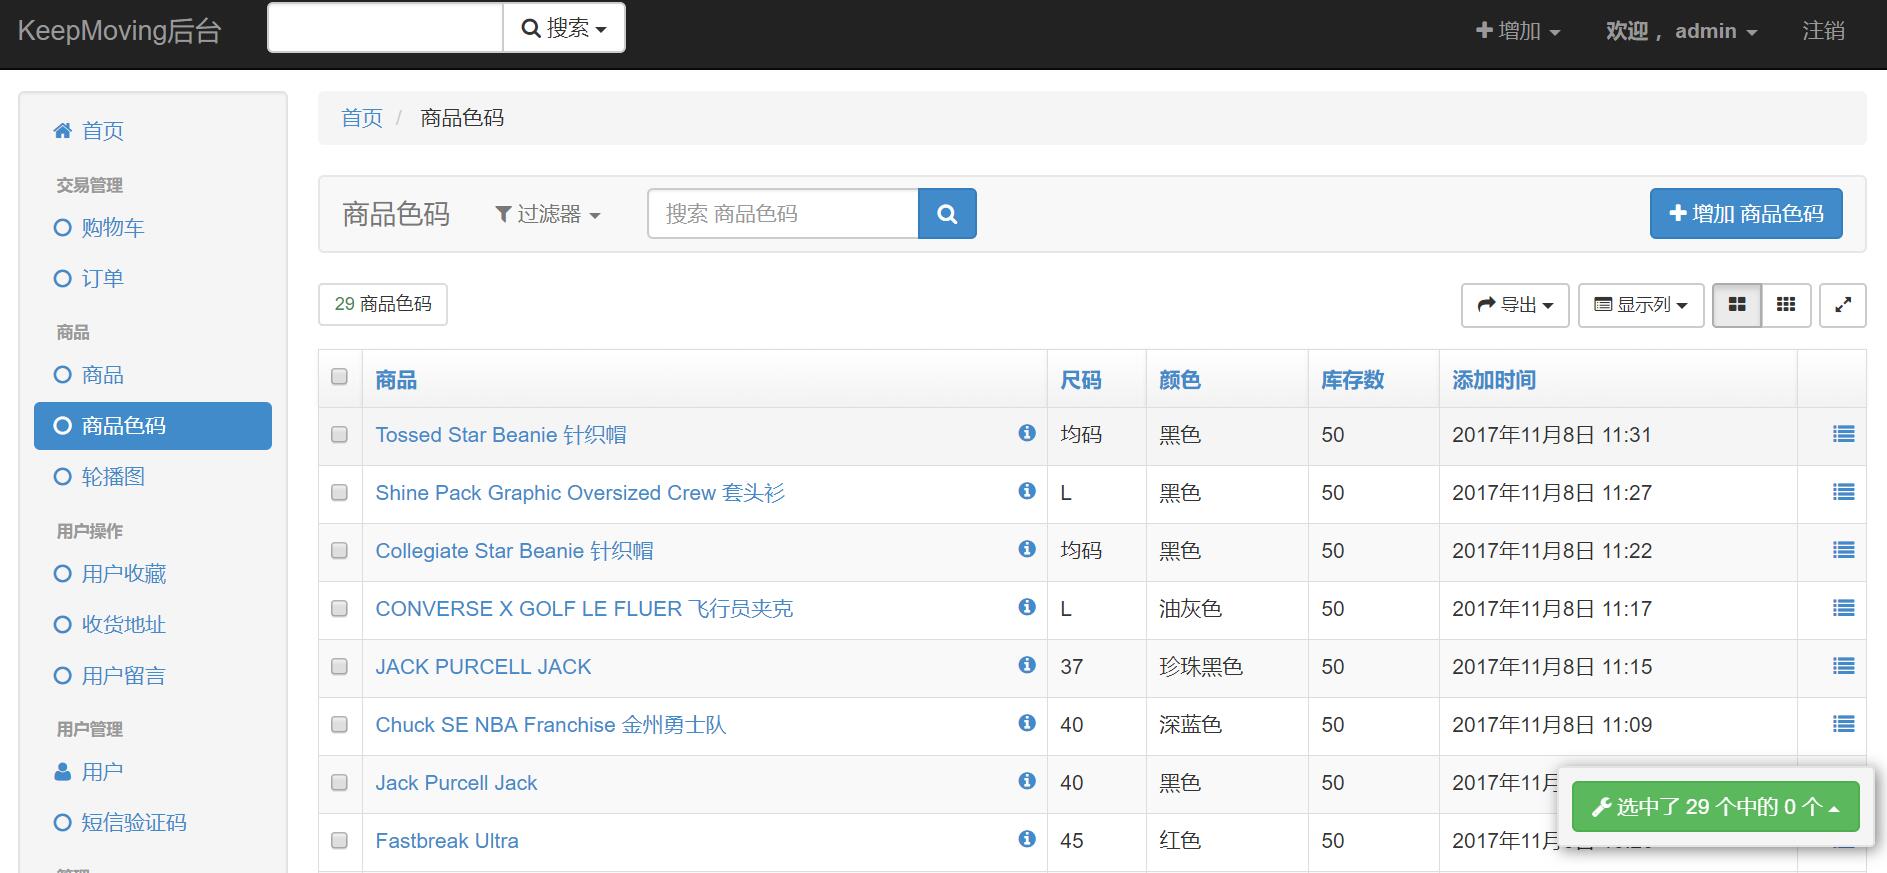 KeepMoving后台 搜索 增加 欢迎， admin 注销
首页
交易管理
购物车
订单
商品
商品
商品色码
轮播图
用户操作
用户收藏
收货地址
用户留言
用户管理
用户
短信验证码
首页 / 商品色码
商品色码 过滤器 搜索 商品色码 增加 商品色码
29 商品色码 导出 显示列
商品 尺码 颜色 库存数 添加时间
Tossed Star Beanie 针织帽 均码 黑色 50 2017年11月8日 11:31
Shine Pack Graphic Oversized Crew 套头衫 L 黑色 50 2017年11月8日 11:27
Collegiate Star Beanie 针织帽 均码 黑色 50 2017年11月8日 11:22
CONVERSE X GOLF LE FLUER 飞行员夹克 L 油灰色 50 2017年11月8日 11:17
JACK PURCELL JACK 37 珍珠黑色 50 2017年11月8日 11:15
Chuck SE NBA Franchise 金州勇士队 40 深蓝色 50 2017年11月8日 11:09
Jack Purcell Jack 40 黑色 50 2017年11月
Fastbreak Ultra 45 红色 50 2017年11月
选中了 29 个中的 0 个